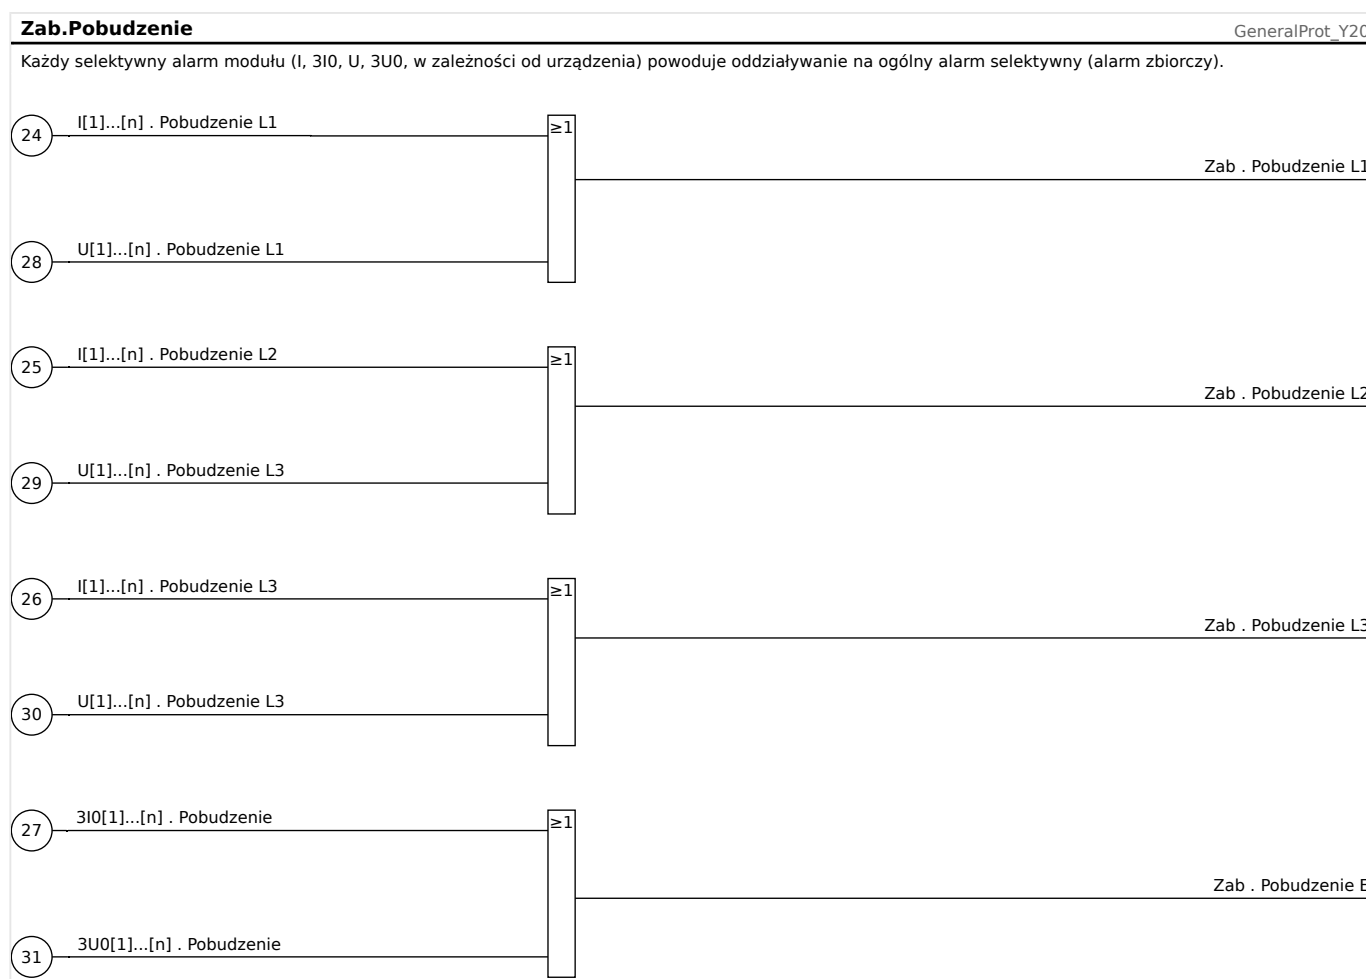 Zab.Pobudzenie
GeneralProt_Y20
Każdy selektywny alarm modułu (I, 3I0, U, 3U0, w zależności od urządzenia) powoduje oddziaływanie na ogólny alarm selektywny (alarm zbiorczy).
24 I[1]...[n] . Pobudzenie L1
≥1
Zab . Pobudzenie L1
28 U[1]...[n] . Pobudzenie L1
25 I[1]...[n] . Pobudzenie L2
≥1
Zab . Pobudzenie L2
29 U[1]...[n] . Pobudzenie L3
26 I[1]...[n] . Pobudzenie L3
≥1
Zab . Pobudzenie L3
30 U[1]...[n] . Pobudzenie L3
27 3I0[1]...[n] . Pobudzenie
≥1
Zab . Pobudzenie E
31 3U0[1]...[n] . Pobudzenie